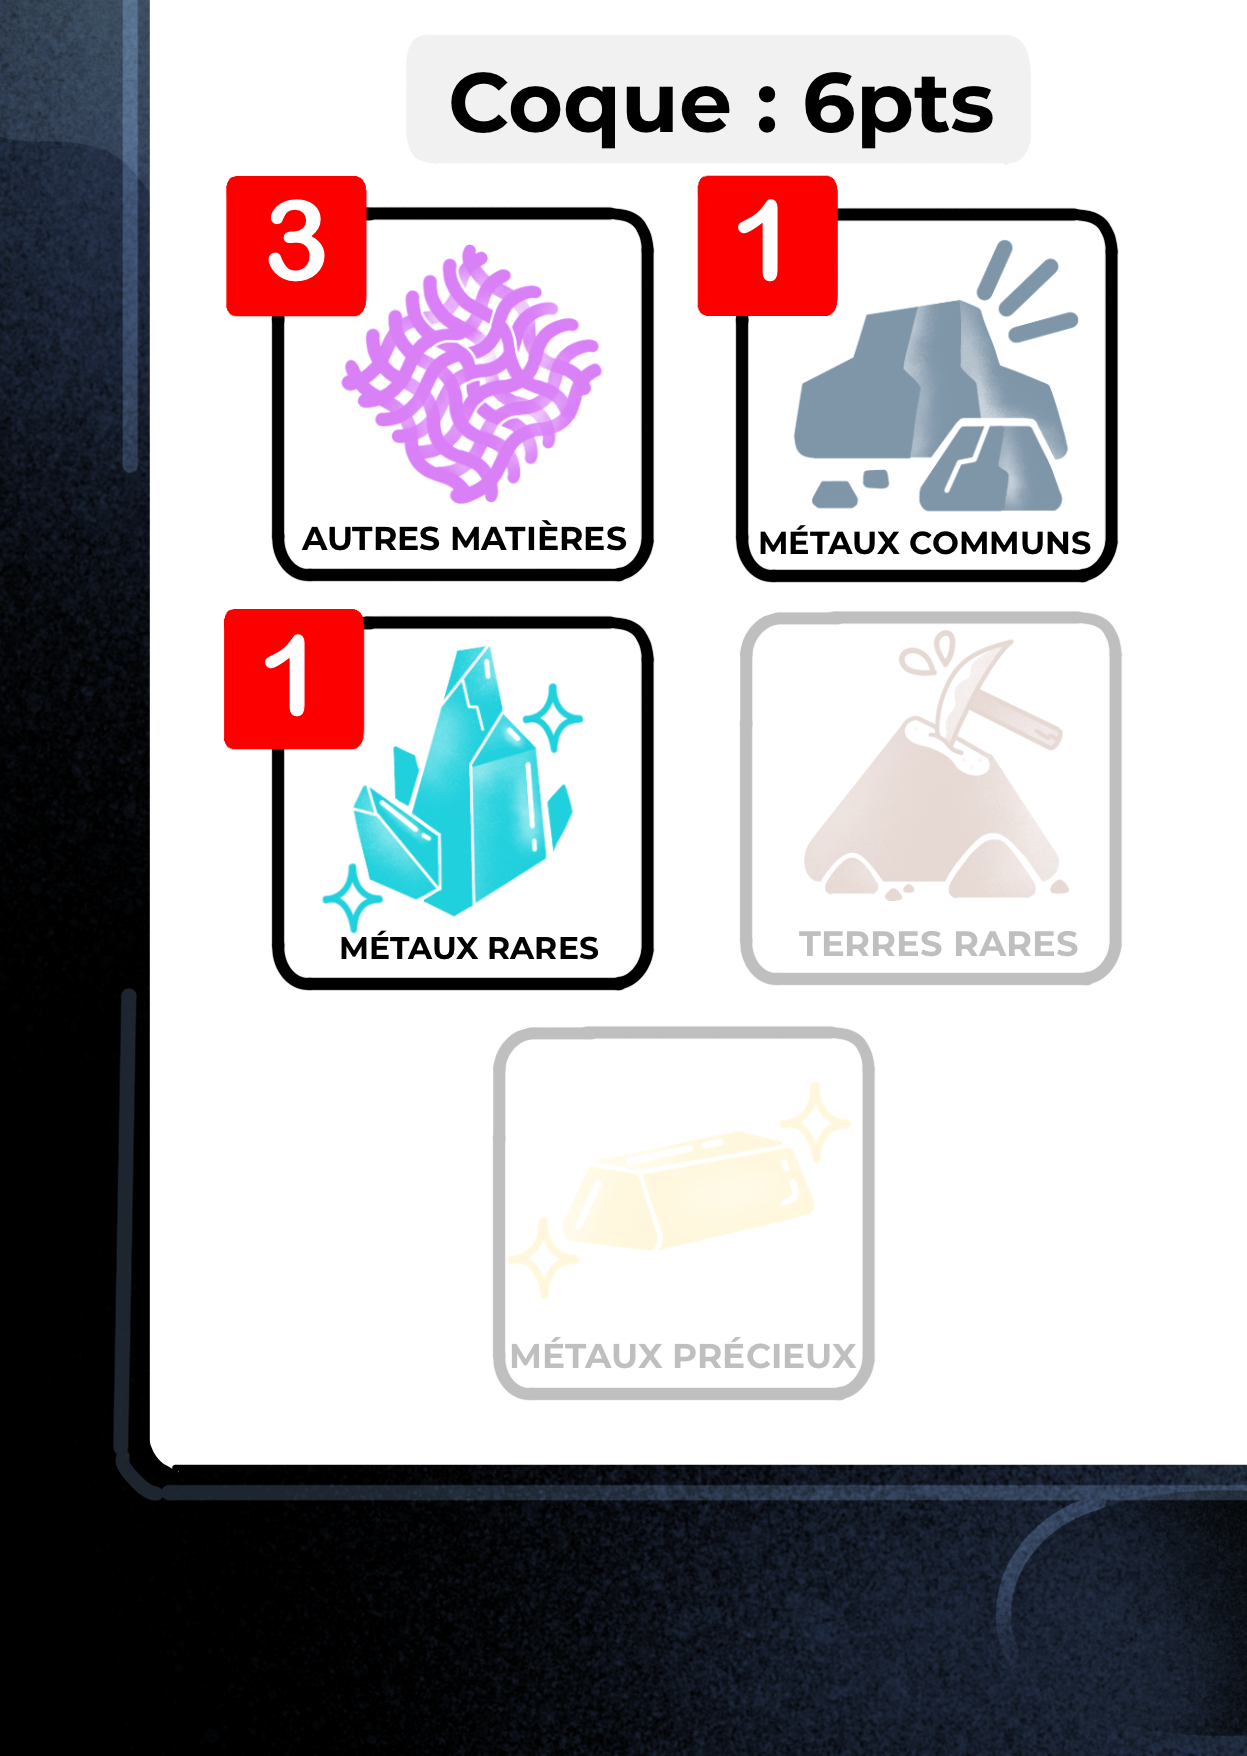 Coque : 6pts
3
1
AUTRES MATIÈRES
MÉTAUX COMMUNS
1
MÉTAUX RARES
TERRES RARES
MÉTAUX PRÉCIEUX